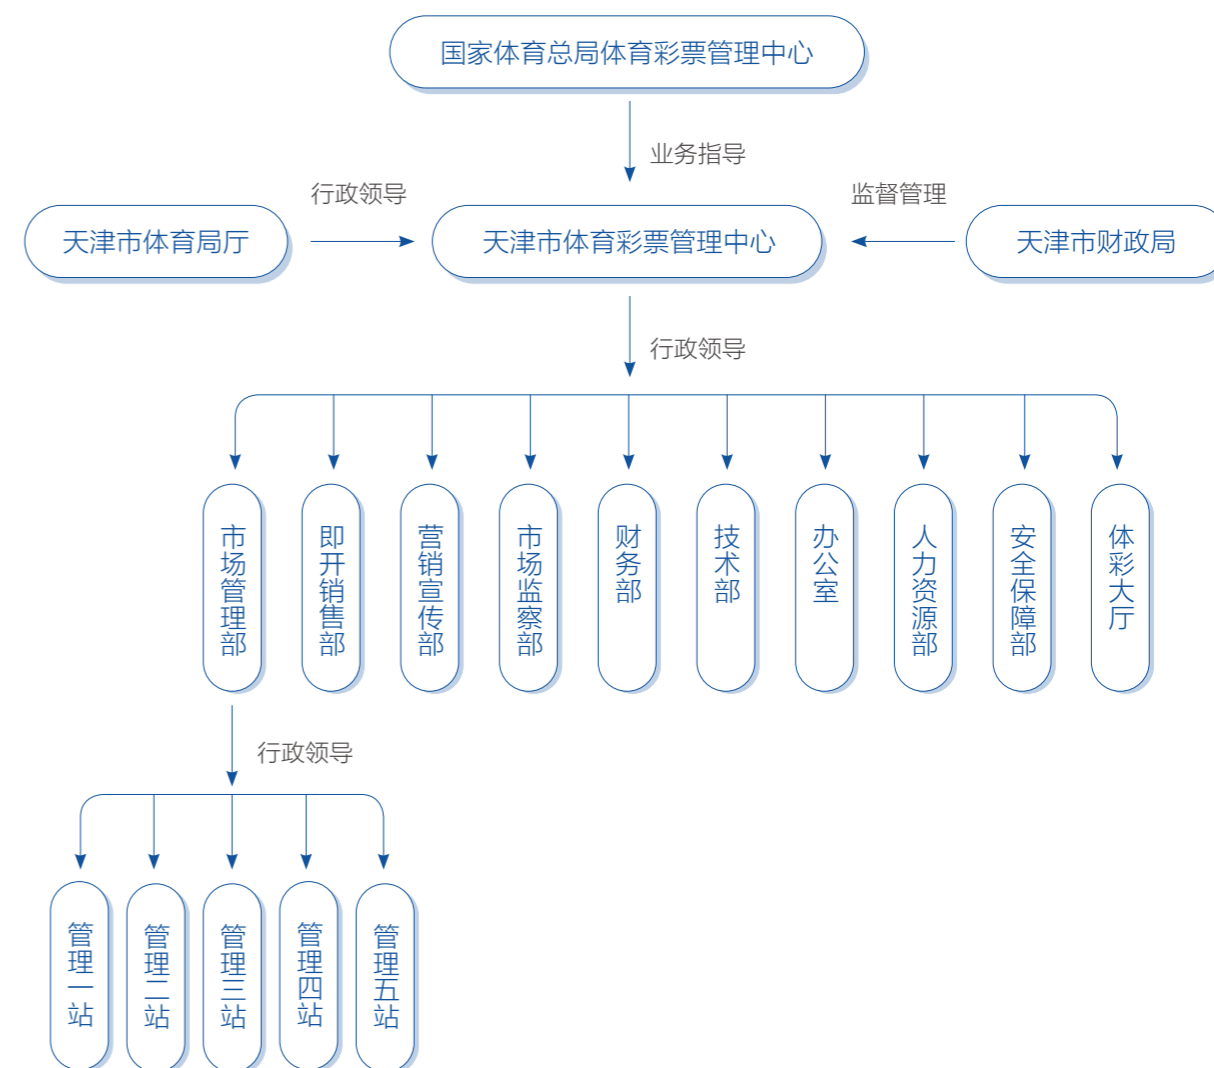 国家体育总局体育彩票管理中心
业务指导
行政领导
监督管理
天津市体育局厅
天津市体育彩票管理中心
天津市财政局
行政领导
市场管理部
即开销售部
营销宣传部
市场监察部
财务部
技术部
办公室
人力资源部
安全保障部
体彩大厅
行政领导
管理一站
管理二站
管理三站
管理四站
管理五站